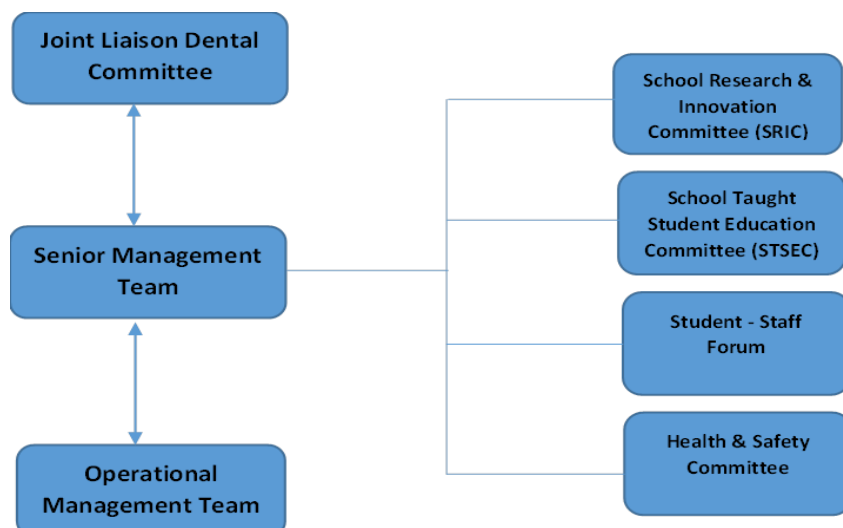 Joint Liaison Dental
Committee
Senior Management
Team
Operational
Management Team
School Research &
Innovation
Committee (SRIC)
School Taught
Student Education
Committee (STSEC)
Student - Staff
Forum
Health & Safety
Committee